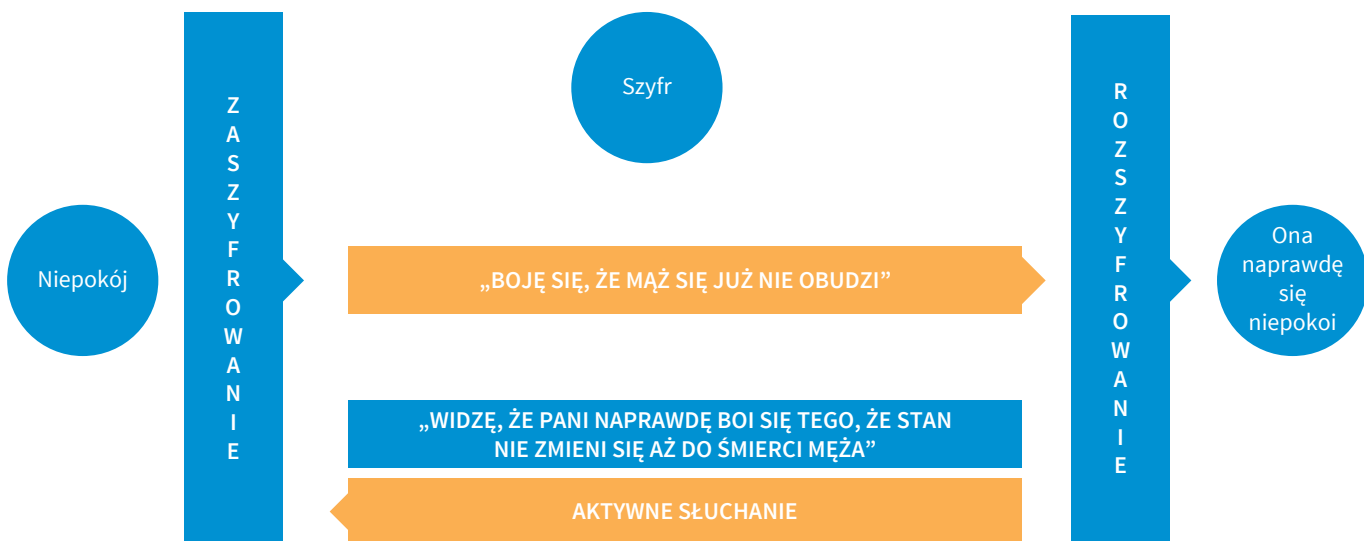 Szyfr
ZASZYFROWANIE
ROZSZYFROWANIE
Niepokój
„BOJĘ SIĘ, ŻE MĄŻ SIĘ JUŻ NIE OBUDZI”
Ona
naprawdę
się
niepokoi
„WIDZĘ, ŻE PANI NAPRAWDĘ BOI SIĘ TEGO, ŻE STAN
NIE ZMIENI SIĘ AŻ DO ŚMIERCI MĘŻA”
AKTYWNE SŁUCHANIE